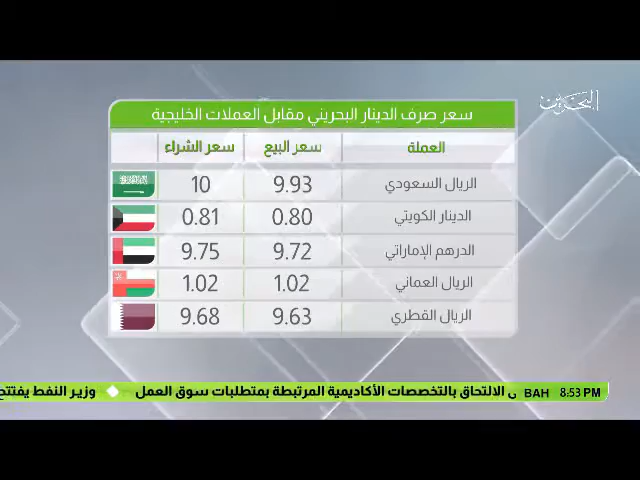 البحرين
سعر صرف الدينار البحريني مقابل العملات الخليجية
العملة سعر البيع سعر الشراء
الريال السعودي 9.93 10
الدينار الكويتي 0.80 0.81
الدرهم الإماراتي 9.72 9.75
الريال العماني 1.02 1.02
الريال القطري 9.63 9.68
8:53 PM BAH الالتحاق بالتخصصات الأكاديمية المرتبطة بمتطلبات سوق العمل وزير النفط يفتتح